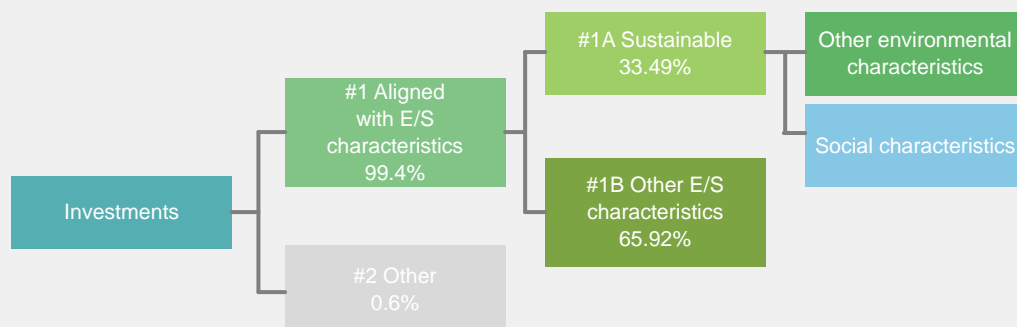 Investments
#1 Aligned
with E/S
characteristics
99.4%
#2 Other
0.6%
#1A Sustainable
33.49%
#1B Other E/S
characteristics
65.92%
Other environmental
characteristics
Social characteristics